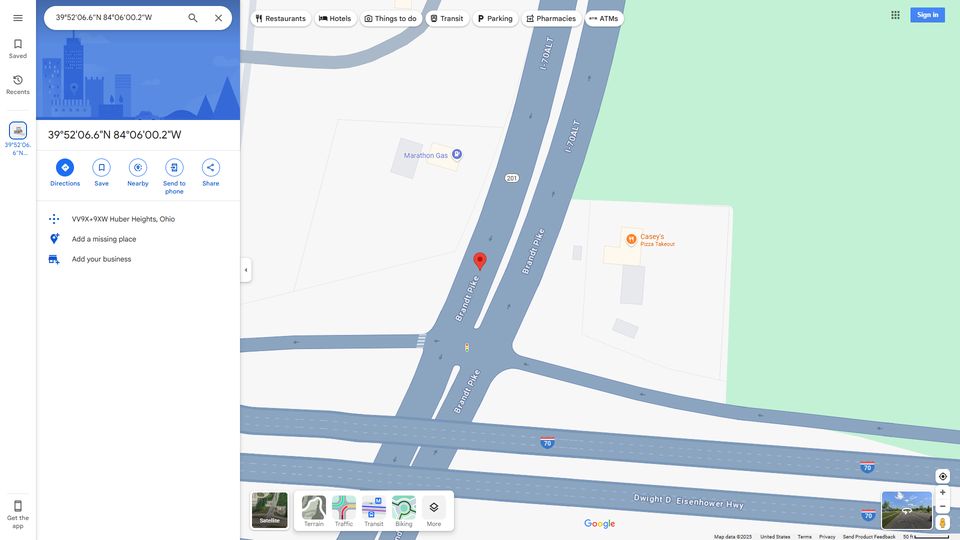 39°52'06.6"N 84°06'00.2"W
Restaurants
Hotels
Things to do
Transit
Parking
Pharmacies
ATMs
Sign in
Saved
Recents
39°52'06.
6"N...
39°52'06.6"N 84°06'00.2"W
Directions
Save
Nearby
Send to
phone
Share
VV9X+9XW Huber Heights, Ohio
Add a missing place
Add your business
Get the
app
I-70ALT
I-70ALT
Marathon Gas
201
Casey's
Pizza Takeout
Brandt Pike
Brandt Pike
Brandt Pike
70
70
70
Dwight D. Eisenhower Hwy
Satellite
Terrain
Traffic
Transit
Biking
More
Google
Map data ©2025
United States
Terms
Privacy
Send Product Feedback
50 ft